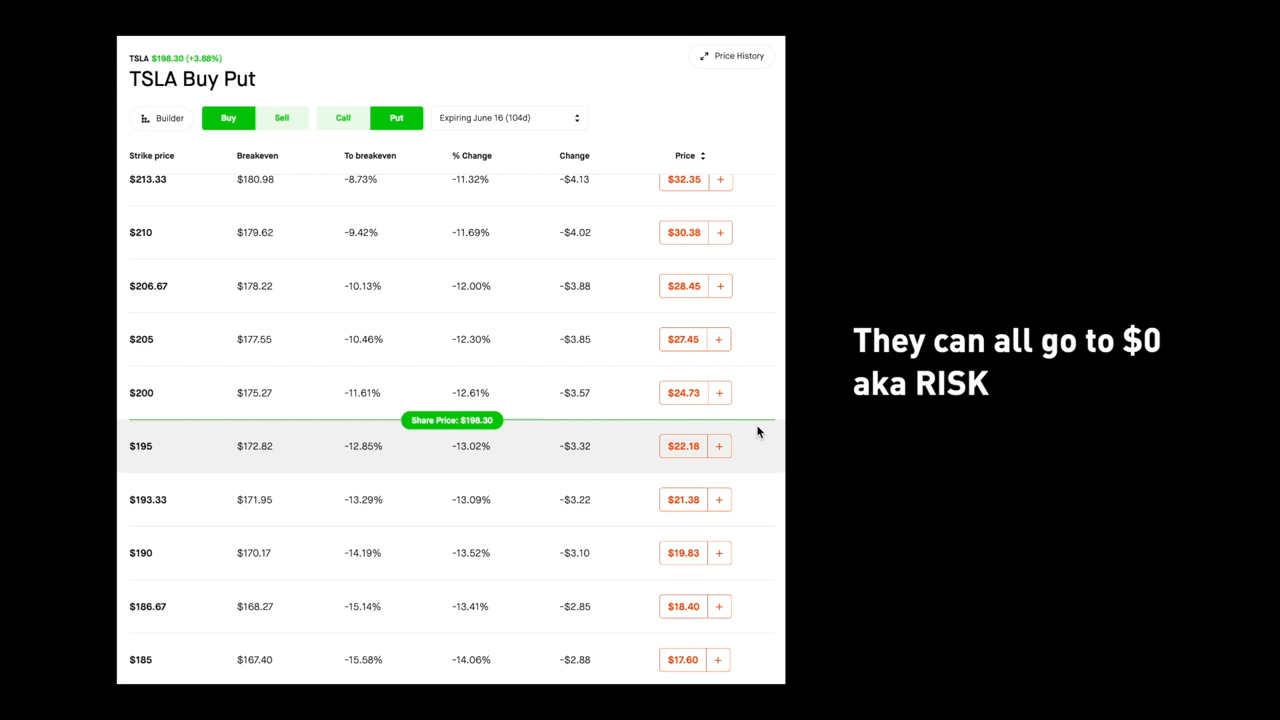 TSLA $198.30 (+3.88%)
Price History
TSLA Buy Put
Builder Buy Sell Call Put Expiring June 16 (104d)
Strike price Breakeven To breakeven % Change Change Price
$213.33 $180.98 -8.73% -11.32% -$4.13 $32.35 +
$210 $179.62 -9.42% -11.69% -$4.02 $30.38 +
$206.67 $178.22 -10.13% -12.00% -$3.88 $28.45 +
$205 $177.55 -10.46% -12.30% -$3.85 $27.45 +
$200 $175.27 -11.61% -12.61% -$3.57 $24.73 +
Share Price: $198.30
$195 $172.82 -12.85% -13.02% -$3.32 $22.18 +
$193.33 $171.95 -13.29% -13.09% -$3.22 $21.38 +
$190 $170.17 -14.19% -13.52% -$3.10 $19.83 +
$186.67 $168.27 -15.14% -13.41% -$2.85 $18.40 +
$185 $167.40 -15.58% -14.06% -$2.88 $17.60 +
They can all go to $0
aka RISK